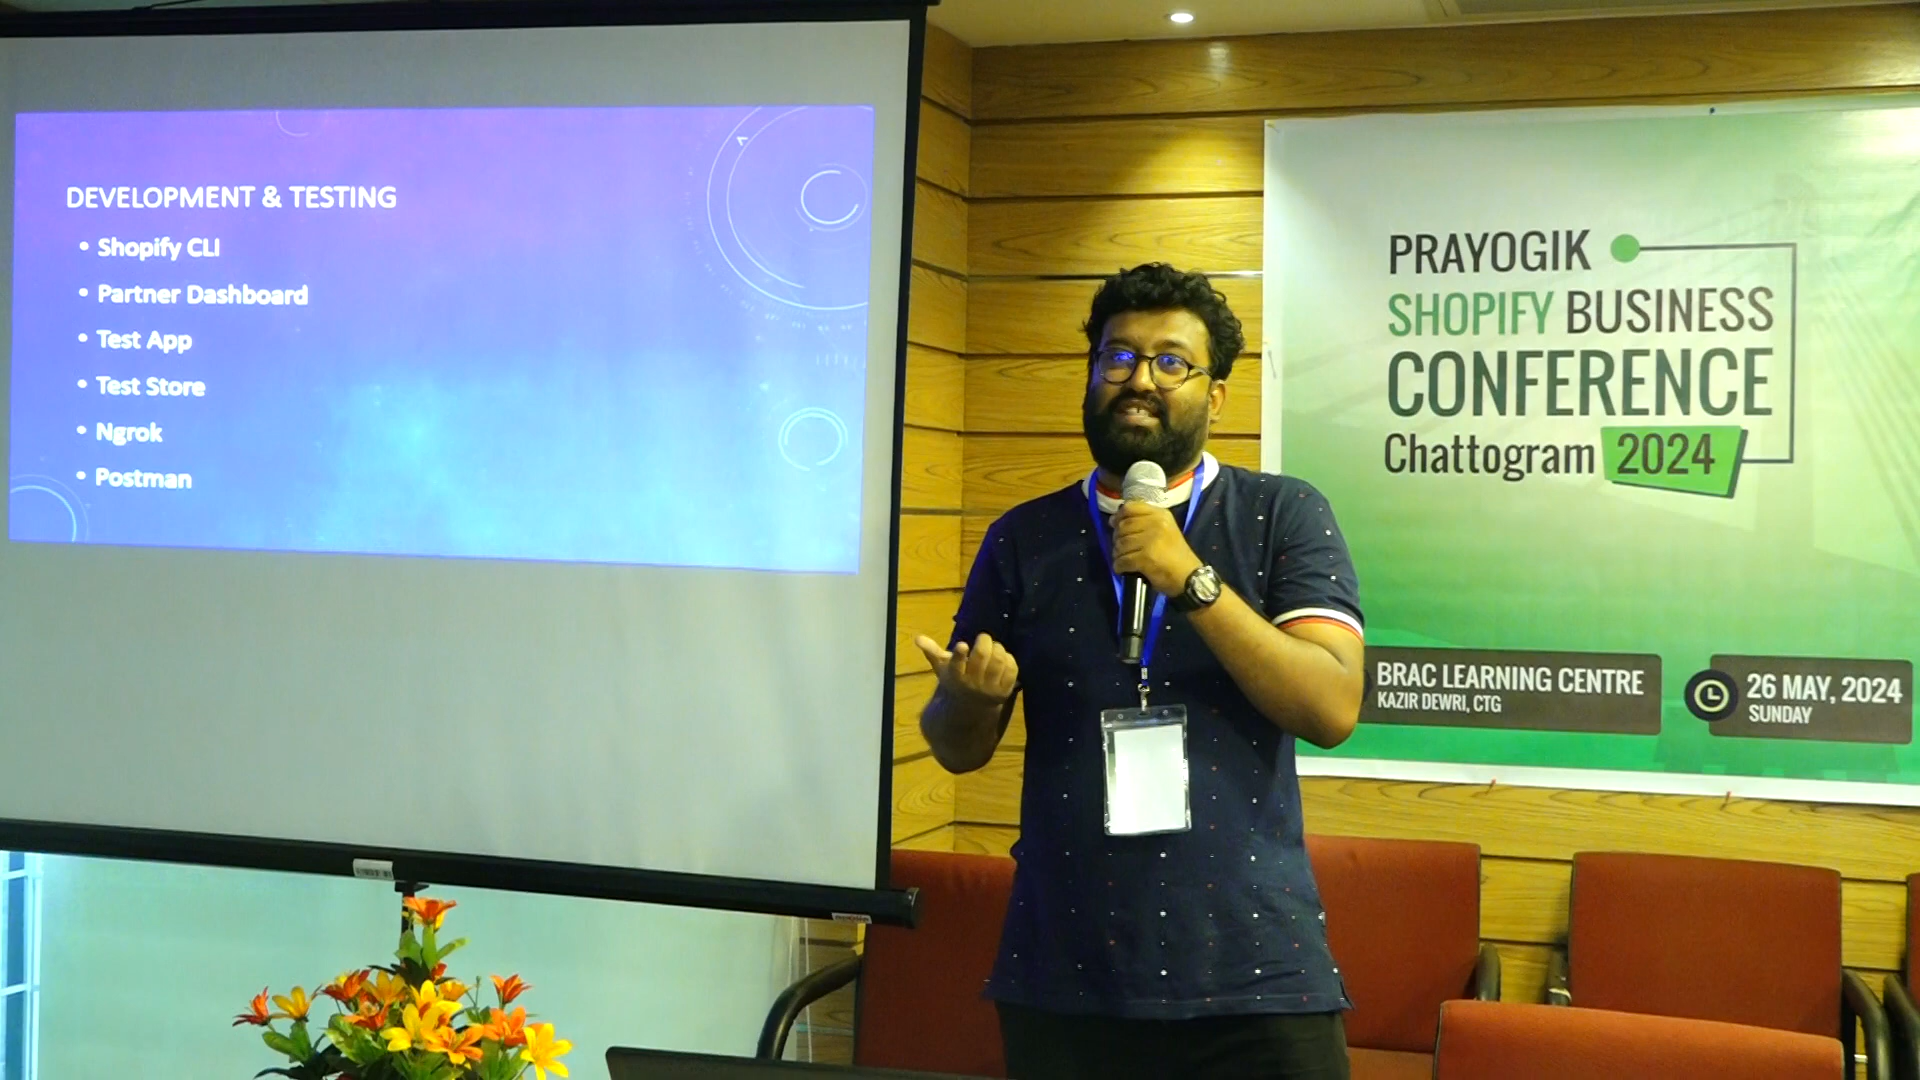 DEVELOPMENT & TESTING
• Shopify CLI
• Partner Dashboard
• Test App
• Test Store
• Ngrok
• Postman
PRAYOGIK
SHOPIFY BUSINESS
CONFERENCE
Chattogram 2024
BRAC LEARNING CENTRE
KAZIR DEWRI, CTG
26 MAY, 2024
SUNDAY